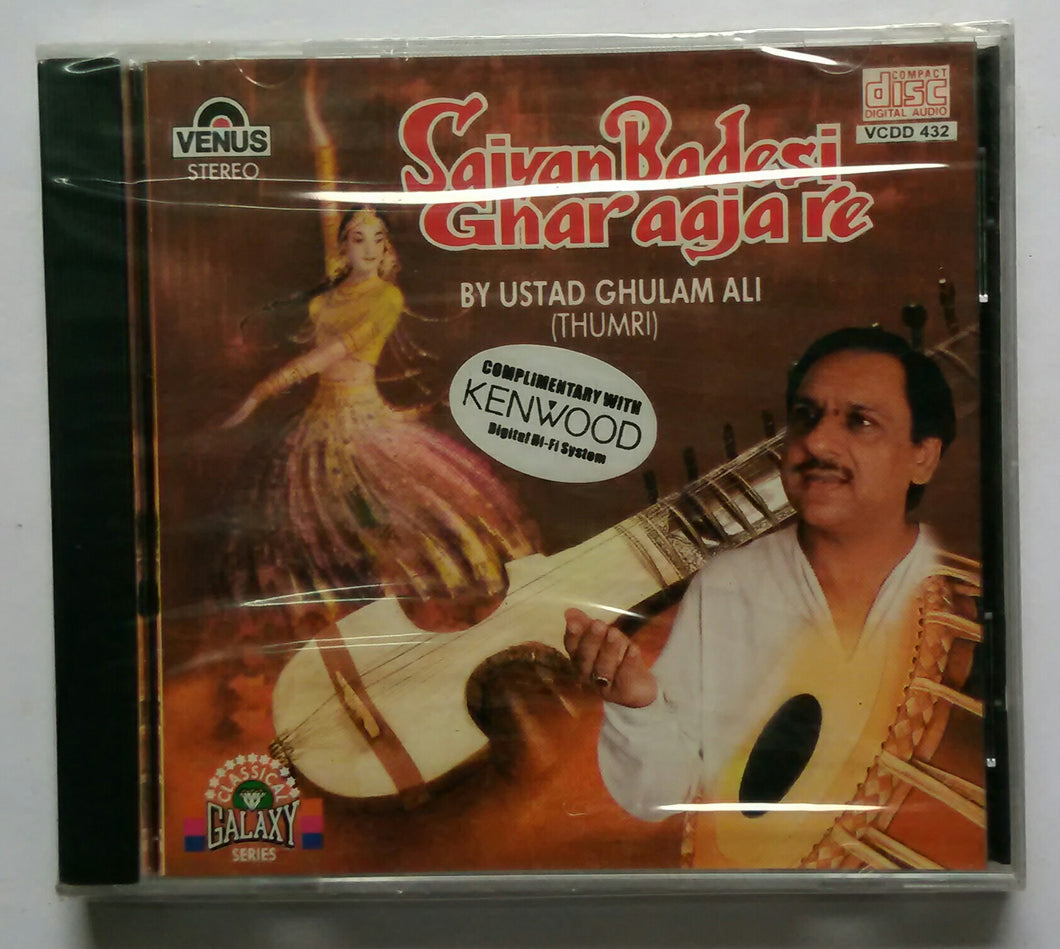 VENUS
STEREO
Saiyan Badesi
Ghar aaja re
BY USTAD GHULAM ALI
(THUMRI)
COMPACT
disc
DIGITAL AUDIO
VCDD 432
COMPLIMENTARY WITH
KENWOOD
Digital Hi-Fi System
CLASSICAL
GALAXY
SERIES